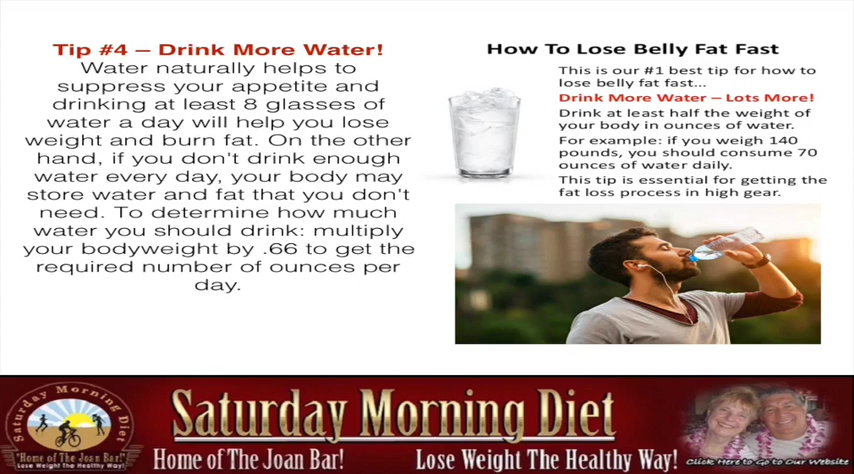 Tip #4 – Drink More Water!
Water naturally helps to
suppress your appetite and
drinking at least 8 glasses of
water a day will help you lose
weight and burn fat. On the other
hand, if you don't drink enough
water every day, your body may
store water and fat that you don't
need. To determine how much
water you should drink: multiply
your bodyweight by .66 to get the
required number of ounces per
day.
How To Lose Belly Fat Fast
This is our #1 best tip for how to
lose belly fat fast...
Drink More Water – Lots More!
Drink at least half the weight of
your body in ounces of water.
For example: if you weigh 140
pounds, you should consume 70
ounces of water daily.
This tip is essential for getting the
fat loss process in high gear.
Saturday Morning Diet
"Home of The Joan Bar!"
Lose Weight The Healthy Way!
Saturday Morning Diet
Home of The Joan Bar!
Lose Weight The Healthy Way!
Click Here to Go to Our Website